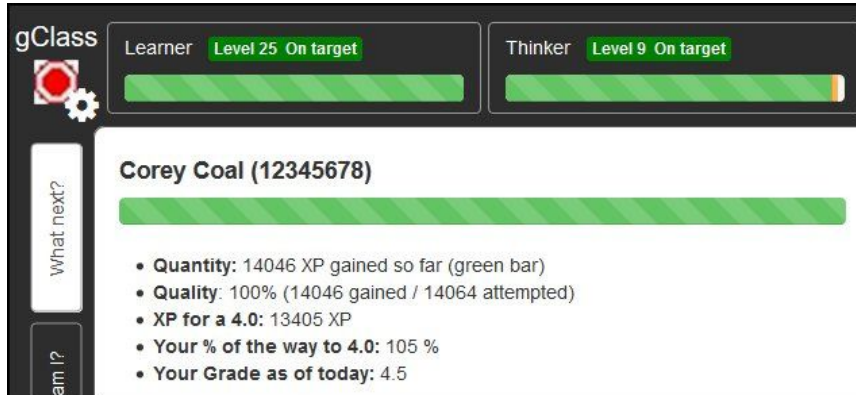 gClass
Learner Level 25 On target
Thinker Level 9 On target
What next?
am I?
Corey Coal (12345678)
• Quantity: 14046 XP gained so far (green bar)
• Quality: 100% (14046 gained / 14064 attempted)
• XP for a 4.0: 13405 XP
• Your % of the way to 4.0: 105 %
• Your Grade as of today: 4.5